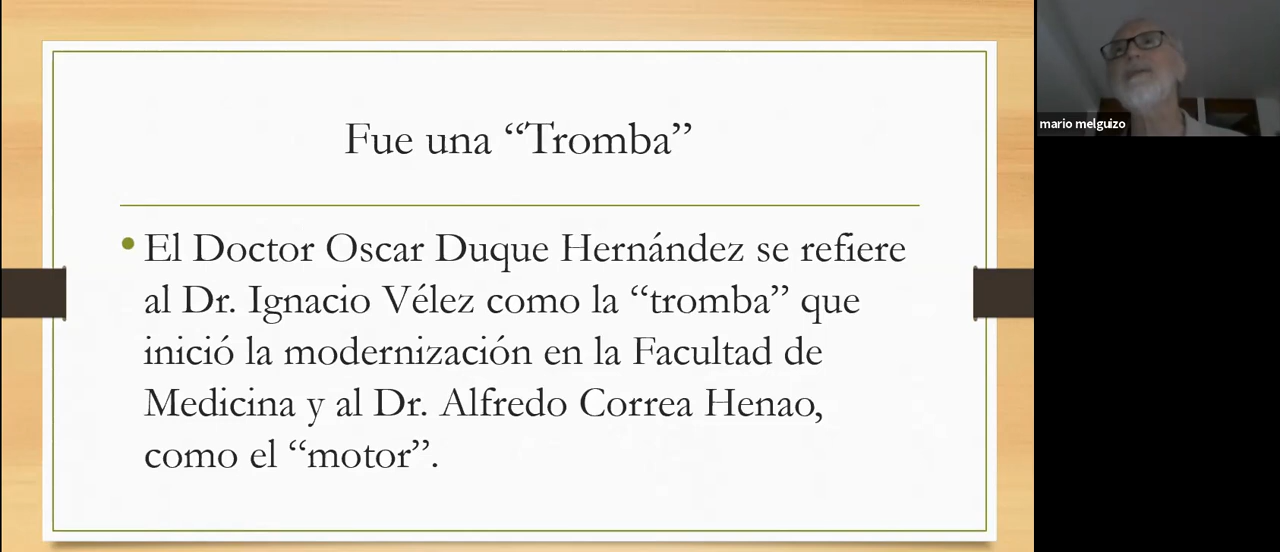 Fue una “Tromba”
• El Doctor Oscar Duque Hernández se refiere
al Dr. Ignacio Vélez como la “tromba” que
inició la modernización en la Facultad de
Medicina y al Dr. Alfredo Correa Henao,
como el “motor”.
mario melguizo